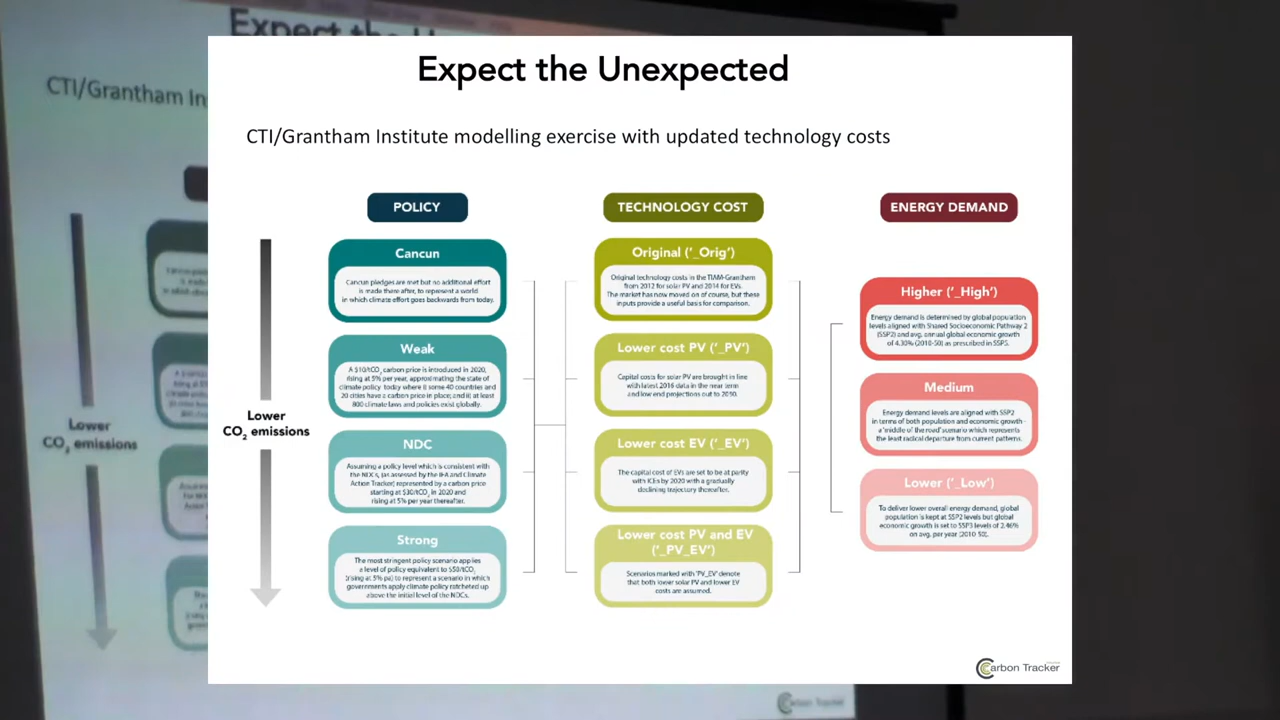 Expect the Unexpected
CTI/Grantham Institute modelling exercise with updated technology costs
POLICY
Cancun
Cancun pledges are met but no additional effort
is made there after, to represent a world
in which climate effort goes backwards from today.
Weak
A $10/tCO₂ carbon price is introduced in 2020,
rising at 5% per year, approximating the state of
climate policy today where i) some 40 countries and
20 cities have a carbon price in place; and ii) at least
800 climate laws and policies exist globally.
NDC
Assuming a policy level which is consistent with
the NDCs, (as assessed by the IEA and Climate
Action Tracker) represented by a carbon price
starting at $30/tCO₂ in 2020 and
rising at 5% per year thereafter.
Strong
The most stringent policy scenario applies
a level of policy equivalent to $50/tCO₂
(rising at 5% pa) to represent a scenario in which
governments apply climate policy ratcheted up
above the initial level of the NDCs.
Lower
CO₂ emissions
TECHNOLOGY COST
Original ('_Orig')
Original technology costs in the TIAM-Grantham
from 2012 for solar PV and 2014 for EVs.
The market has now moved on of course, but these
inputs provide a useful basis for comparison.
Lower cost PV ('_PV')
Capital costs for solar PV are brought in line
with latest 2016 data in the near term
and low end projections out to 2050.
Lower cost EV ('_EV')
The capital cost of EVs are set to be at parity
with ICEs by 2020 with a gradually
declining trajectory thereafter.
Lower cost PV and EV
('_PV_EV')
Scenarios marked with 'PV_EV' denote
that both lower solar PV and lower EV
costs are assumed.
ENERGY DEMAND
Higher ('_High')
Energy demand is determined by global population
levels aligned with Shared Socioeconomic Pathway 2
(SSP2) and avg. annual global economic growth
of 4.30% (2010-50) as prescribed in SSP5.
Medium
Energy demand levels are aligned with SSP2
in terms of both population and economic growth -
a 'middle of the road' scenario which represents
the least radical departure from current patterns.
Lower ('_Low')
To deliver lower overall energy demand, global
population is kept at SSP2 levels but global
economic growth is set to SSP3 levels of 2.46%
on avg. per year (2010-50).
Carbon Tracker
Expect the
CTI/Grantham Ins
Lower
CO₂ emissions
Carbon Tracker